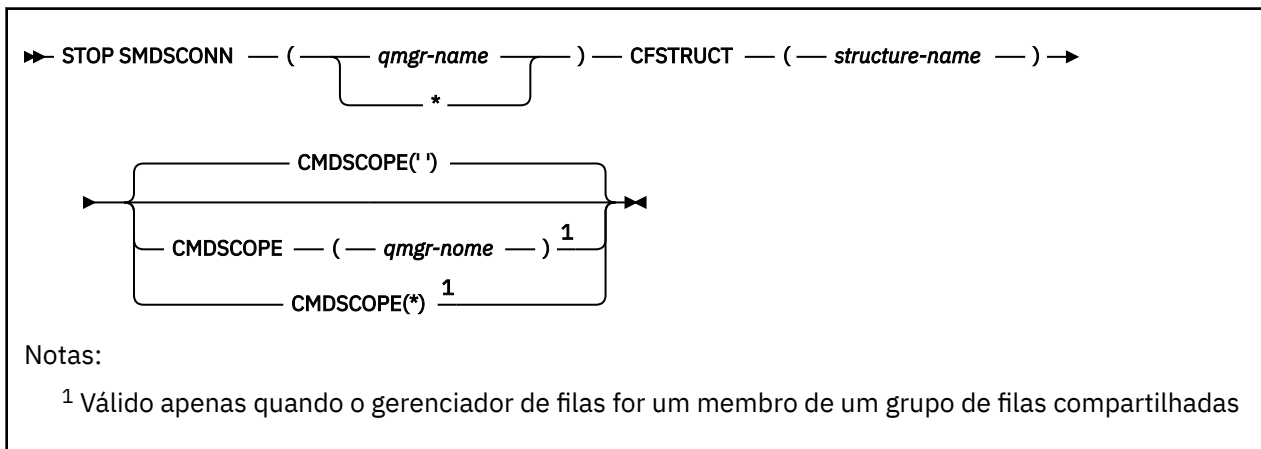 STOP SMDSCONN ( qmgr-name ) CFSTRUCT ( structure-name )
*
CMDSCOPE(' ')
CMDSCOPE ( qmgr-nome ) 1
CMDSCOPE(*) 1
Notas:
1 Válido apenas quando o gerenciador de filas for um membro de um grupo de filas compartilhadas